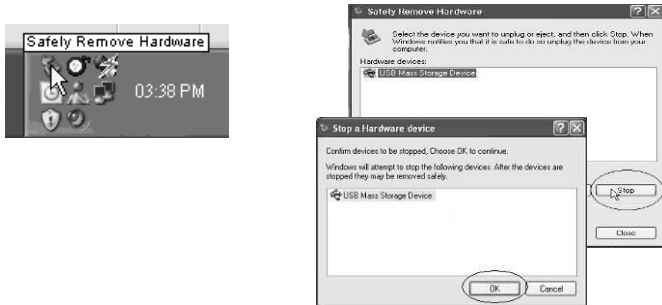 Safely Remove Hardware
03:38 PM
Safely Remove Hardware
Select the device you want to unplug or eject, and then click Stop. When
Windows notifies you that it is safe to do so unplug the device from your
computer.
Hardware devices:
USB Mass Storage Device
Stop
Close
Stop a Hardware device
Confirm devices to be stopped, Choose OK to continue.
Windows will attempt to stop the following devices. After the devices are
stopped they may be removed safely.
USB Mass Storage Device
OK
Cancel